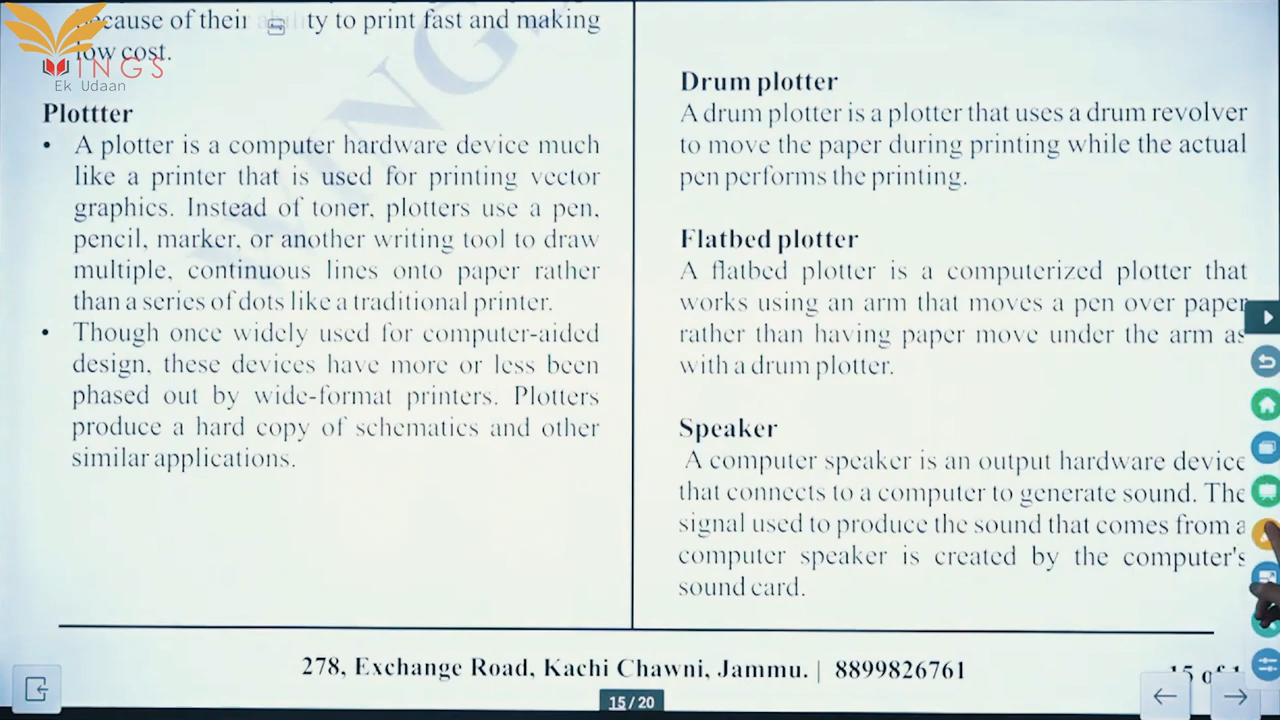 because of their ability to print fast and making
low cost.
WINGS
Ek Udaan
Plottter
• A plotter is a computer hardware device much
like a printer that is used for printing vector
graphics. Instead of toner, plotters use a pen,
pencil, marker, or another writing tool to draw
multiple, continuous lines onto paper rather
than a series of dots like a traditional printer.
• Though once widely used for computer-aided
design, these devices have more or less been
phased out by wide-format printers. Plotters
produce a hard copy of schematics and other
similar applications.
Drum plotter
A drum plotter is a plotter that uses a drum revolver
to move the paper during printing while the actual
pen performs the printing.
Flatbed plotter
A flatbed plotter is a computerized plotter that
works using an arm that moves a pen over paper
rather than having paper move under the arm as
with a drum plotter.
Speaker
A computer speaker is an output hardware device
that connects to a computer to generate sound. The
signal used to produce the sound that comes from a
computer speaker is created by the computer's
sound card.
278, Exchange Road, Kachi Chawni, Jammu. | 8899826761
15 of
15 / 20
WINGS